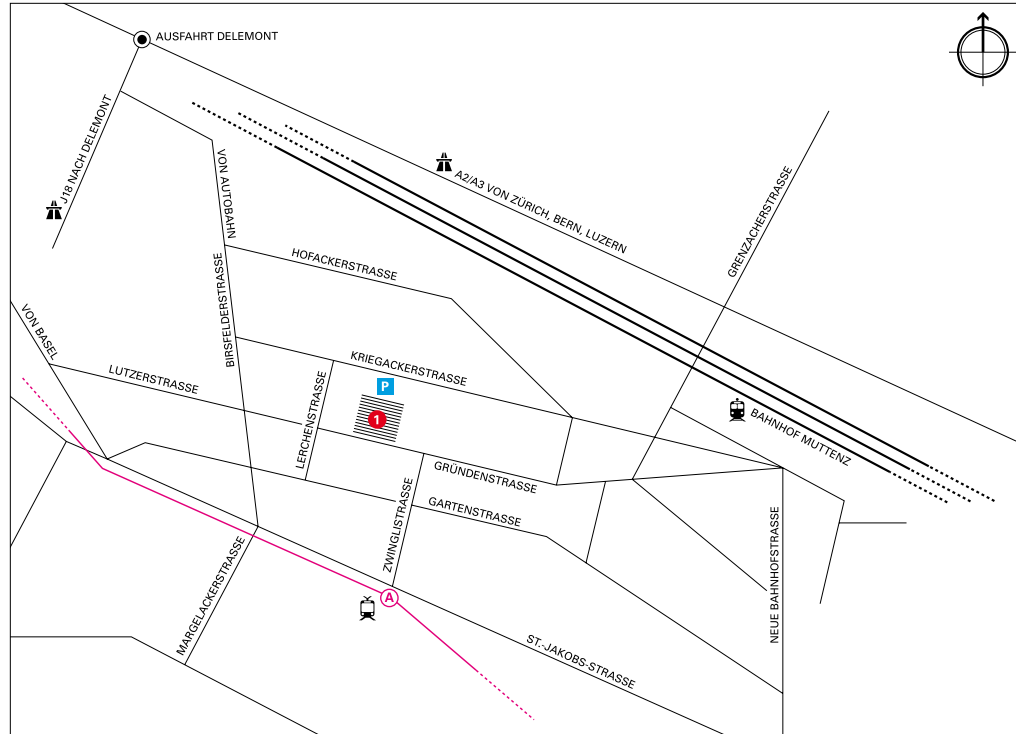 AUSFAHRT DELEMONT
J18 NACH DELEMONT
VON AUTOBAHN
A2/A3 VON ZÜRICH, BERN, LUZERN
GRENZACHERSTRASSE
HOFACKERSTRASSE
BIRSFELDERSTRASSE
VON BASEL
LUTZERSTRASSE
KRIEGACKERSTRASSE
P
LERCHENSTRASSE
1
BAHNHOF MUTTENZ
GRÜNDENSTRASSE
GARTENSTRASSE
ZWINGLISTRASSE
NEUE BAHNHOFSTRASSE
MARGELACKERSTRASSE
A
ST.-JAKOBS-STRASSE